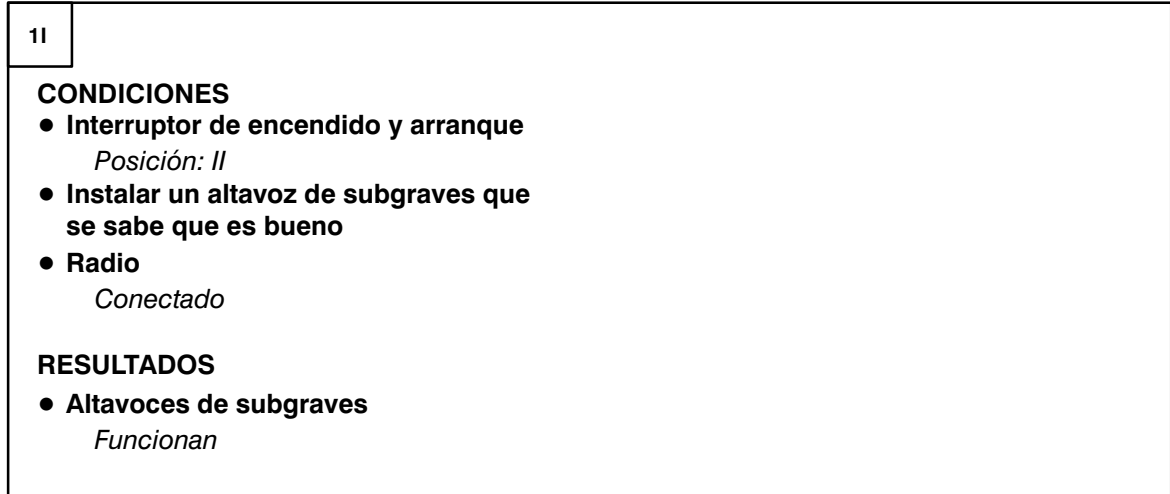 1I
CONDICIONES
● Interruptor de encendido y arranque
Posición: II
● Instalar un altavoz de subgraves que
se sabe que es bueno
● Radio
Conectado
RESULTADOS
● Altavoces de subgraves
Funcionan